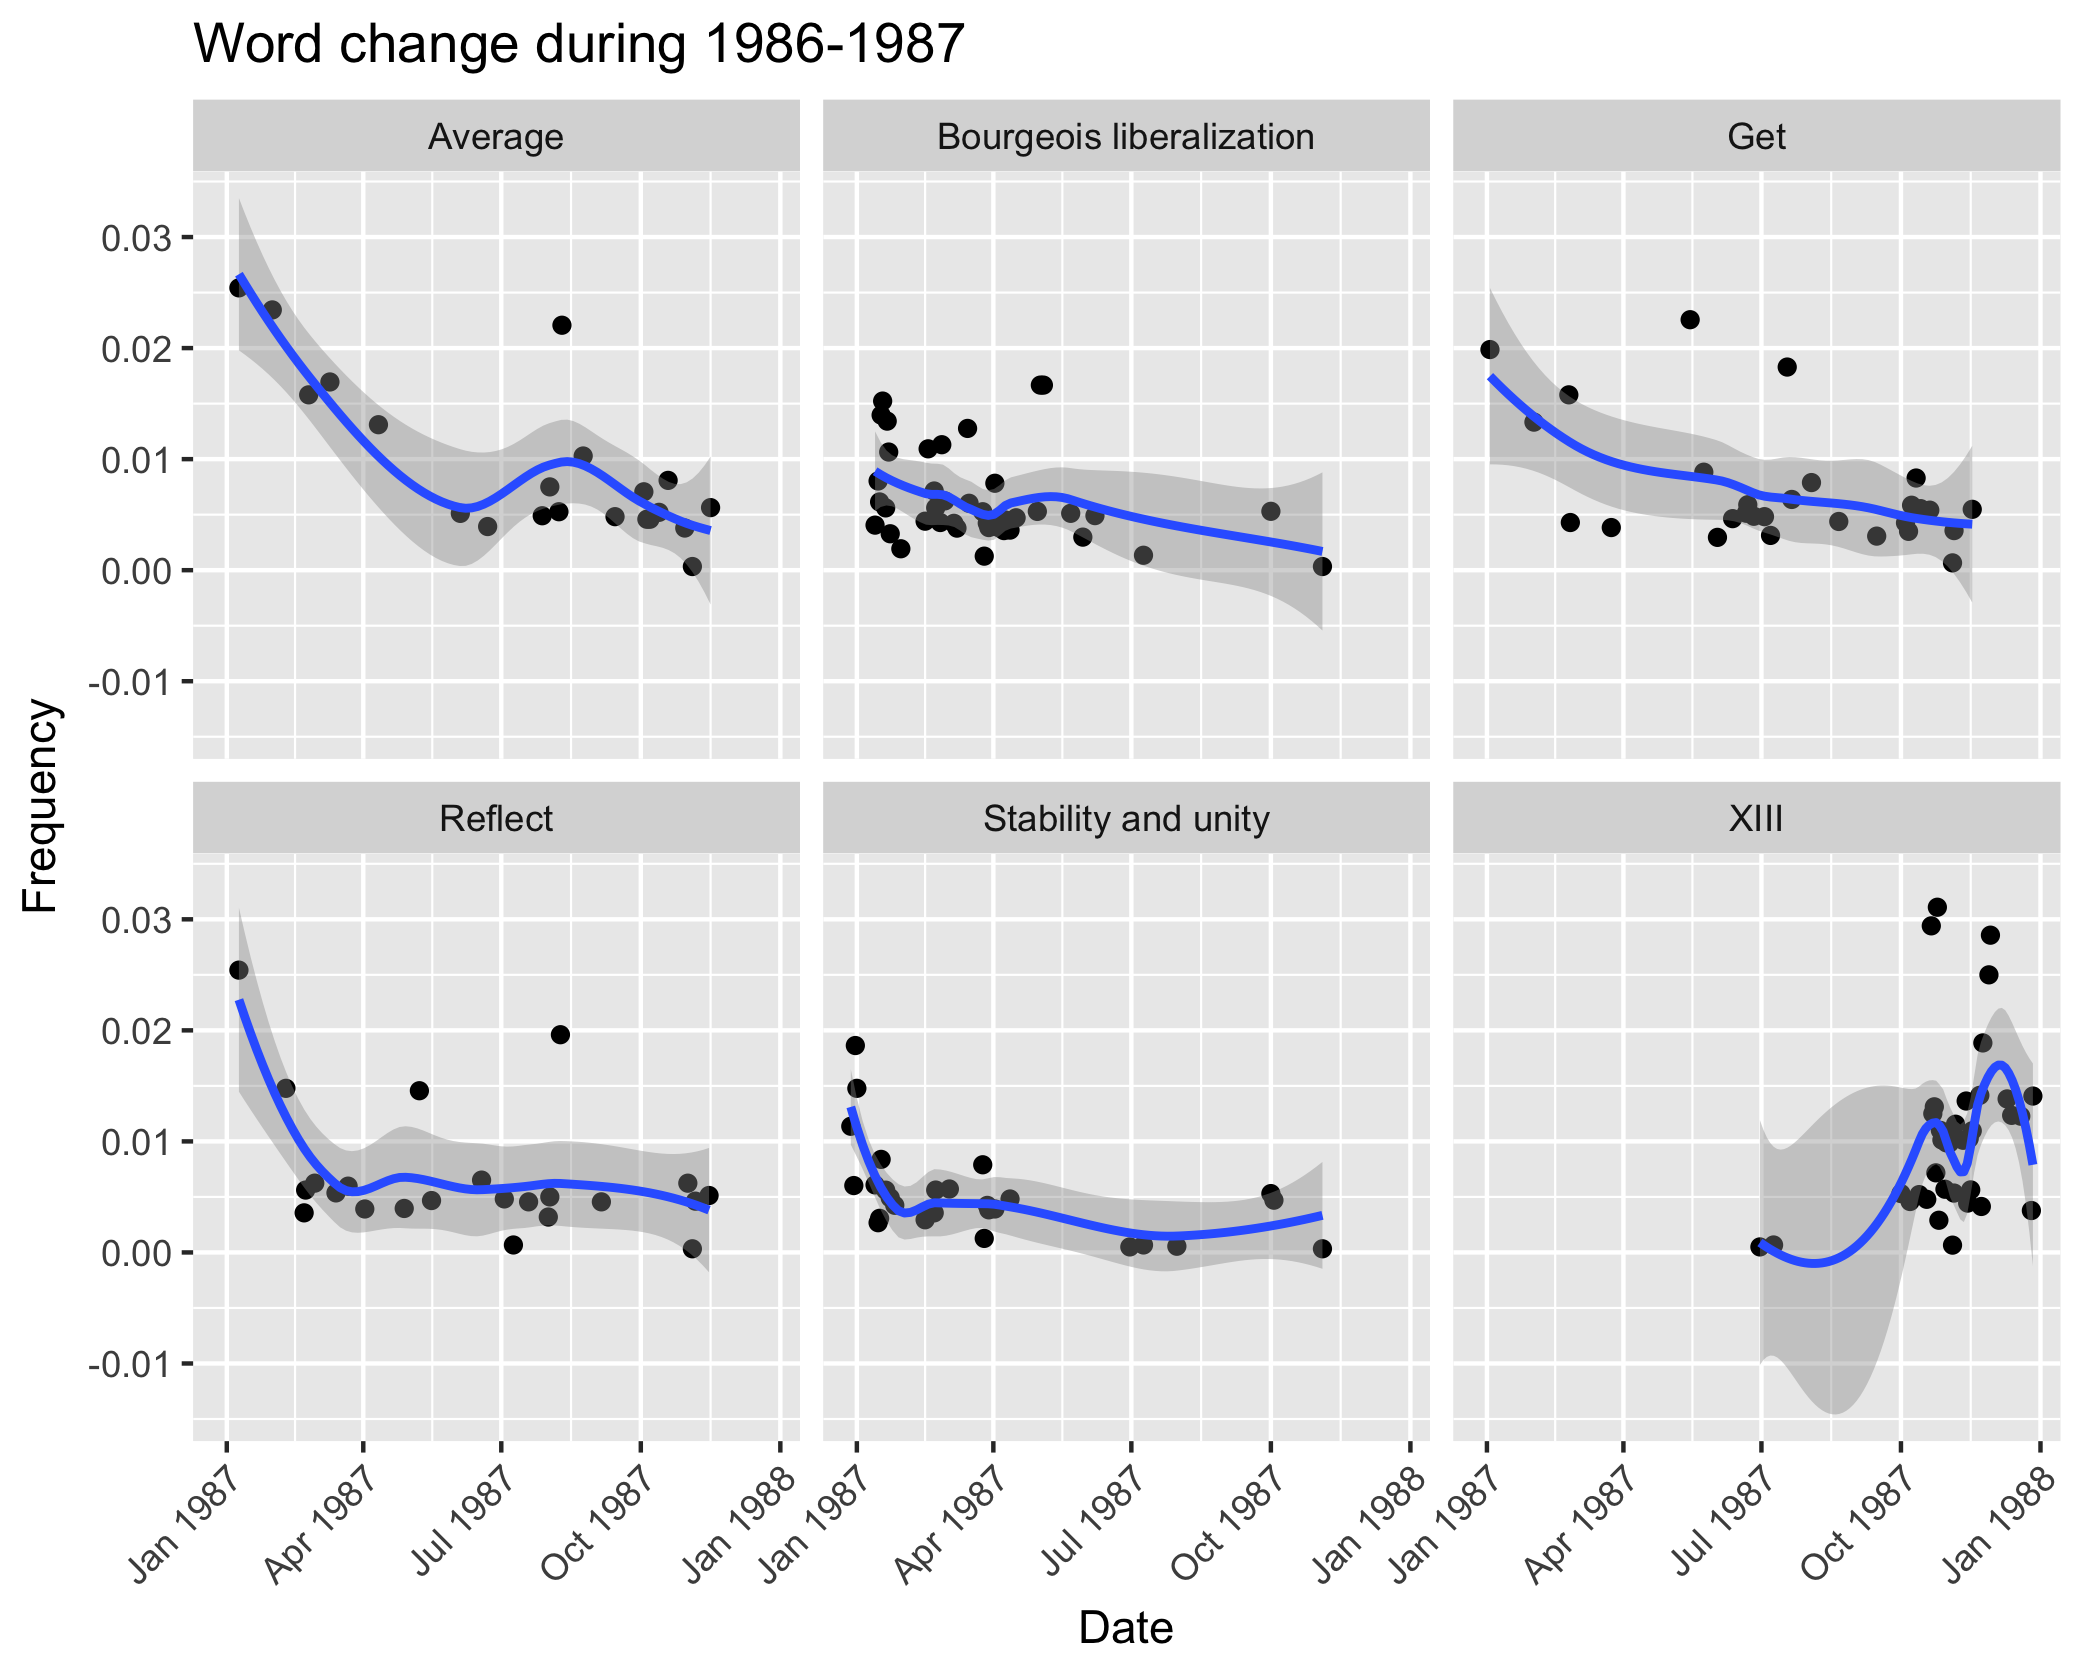 Word change during 1986-1987
Average
Bourgeois liberalization
Get
0.03
0.02
0.01
0.00
-0.01
Reflect
Stability and unity
XIII
0.03
0.02
0.01
0.00
-0.01
Frequency
Jan 1987
Apr 1987
Jul 1987
Oct 1987
Jan 1988
Jan 1987
Apr 1987
Jul 1987
Oct 1987
Jan 1988
Jan 1987
Apr 1987
Jul 1987
Oct 1987
Jan 1988
Date